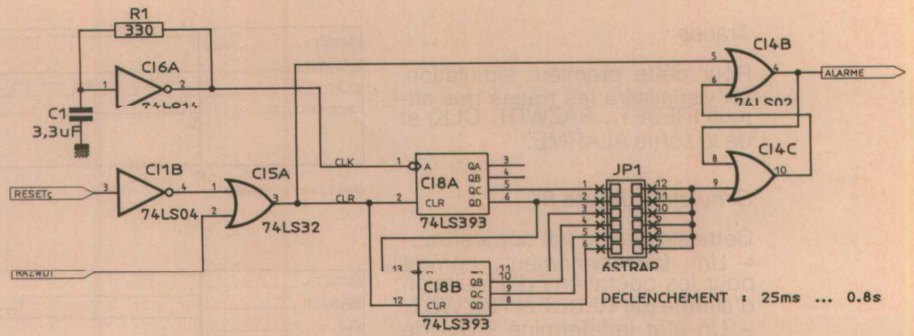 R1
330
CI6A
1
2
74LS14
C1
3,3uF
CI4B
5
4
6
74LS02
ALARME
CI4C
8
9
10
CI1B
RESETç
3
4
74LS04
CI5A
1
2
3
74LS32
RAZWDT
CLK
1
A
QA
3
QB
4
QC
5
QD
6
CLR
2
CLR
CI8A
74LS393
13
A
QA
11
QB
10
QC
9
QD
8
12
CLR
CI8B
74LS393
JP1
1
12
2
11
3
10
4
9
5
8
6
6STRAP
DECLENCHEMENT : 25ms ... 0.8s